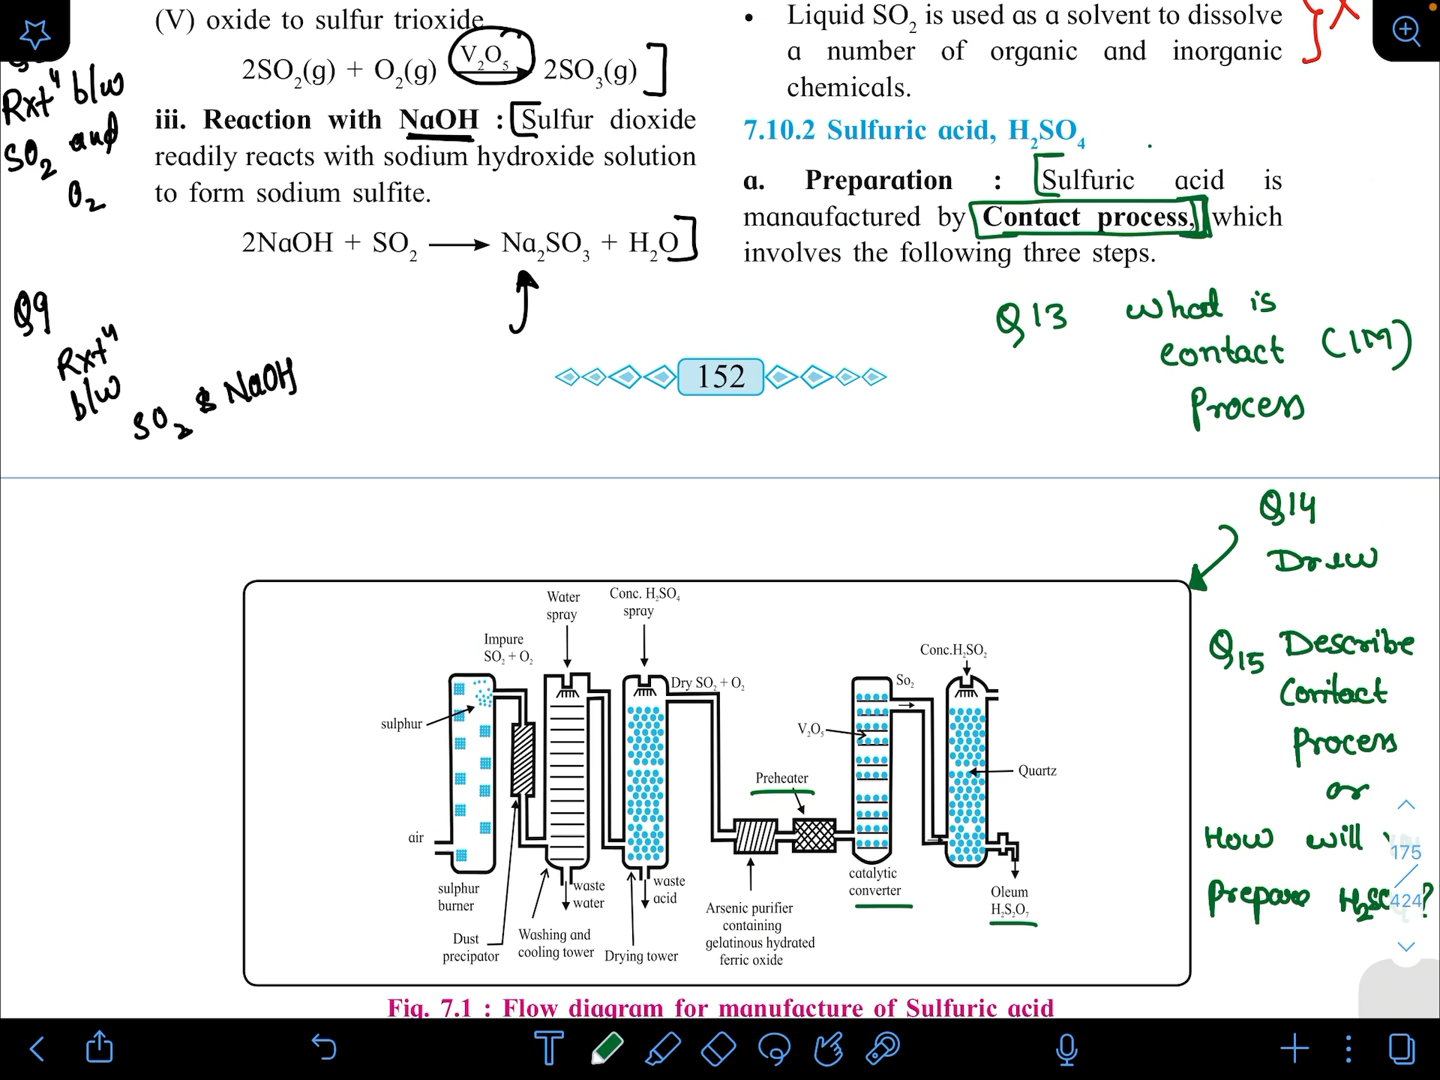 (V) oxide to sulfur trioxide.
2SO₂(g) + O₂(g) V₂O₅ 2SO₃(g)
iii. Reaction with NaOH : Sulfur dioxide
readily reacts with sodium hydroxide solution
to form sodium sulfite.
2NaOH + SO₂ → Na₂SO₃ + H₂O
Rxtⁿ b/w
SO₂ and
O₂
Q9
Rxtⁿ
b/w
SO₂ & NaOH
• Liquid SO₂ is used as a solvent to dissolve
a number of organic and inorganic
chemicals.
7.10.2 Sulfuric acid, H₂SO₄
a. Preparation : Sulfuric acid is
manaufactured by Contact process, which
involves the following three steps.
Q13 What is
contact (1M)
Process
152
Q14
Draw
Q15 Describe
Contact
Process
or
How will
Prepare H₂SO ?
175
424
Water
spray
Conc. H₂SO₄
spray
Impure
SO₂ + O₂
Dry SO₂ + O₂
Conc.H₂SO₂
So₂
sulphur
V₂O₅
Preheater
Quartz
air
sulphur
burner
waste
water
waste
acid
catalytic
converter
Oleum
H₂S₂O₇
Dust
precipator
Washing and
cooling tower
Drying tower
Arsenic purifier
containing
gelatinous hydrated
ferric oxide
Fig. 7.1 : Flow diagram for manufacture of Sulfuric acid
T